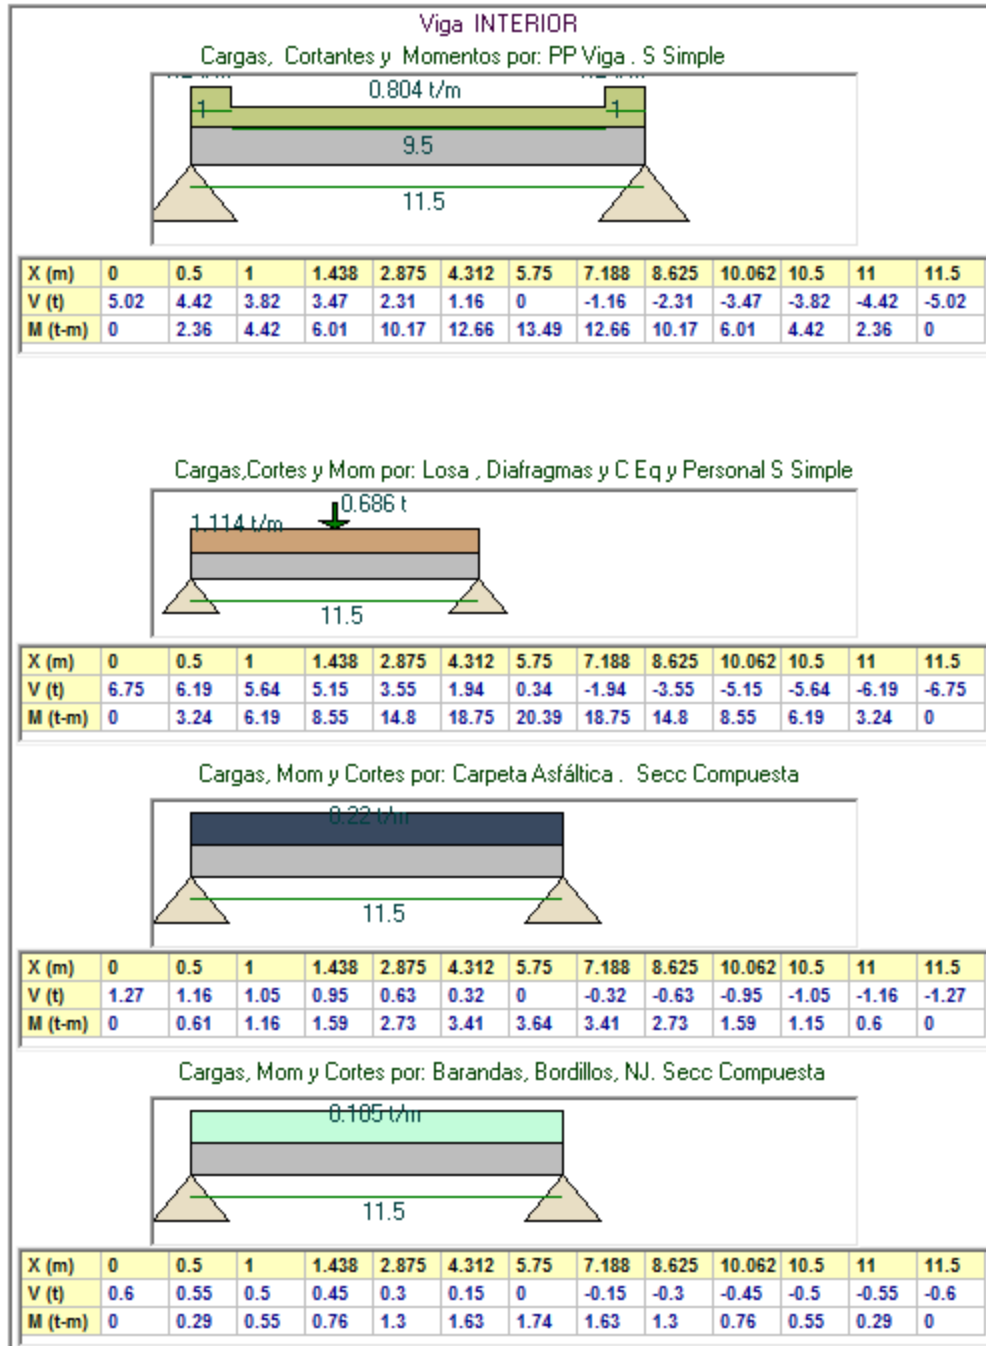 Viga INTERIOR
Cargas, Cortantes y Momentos por: PP Viga . S Simple
0.804 t/m
1 1
9.5
11.5
X (m) 0 0.5 1 1.438 2.875 4.312 5.75 7.188 8.625 10.062 10.5 11 11.5
V (t) 5.02 4.42 3.82 3.47 2.31 1.16 0 -1.16 -2.31 -3.47 -3.82 -4.42 -5.02
M (t-m) 0 2.36 4.42 6.01 10.17 12.66 13.49 12.66 10.17 6.01 4.42 2.36 0
Cargas,Cortes y Mom por: Losa , Diafragmas y C Eq y Personal S Simple
0.686 t
1.114 t/m
11.5
X (m) 0 0.5 1 1.438 2.875 4.312 5.75 7.188 8.625 10.062 10.5 11 11.5
V (t) 6.75 6.19 5.64 5.15 3.55 1.94 0.34 -1.94 -3.55 -5.15 -5.64 -6.19 -6.75
M (t-m) 0 3.24 6.19 8.55 14.8 18.75 20.39 18.75 14.8 8.55 6.19 3.24 0
Cargas, Mom y Cortes por: Carpeta Asfáltica . Secc Compuesta
0.22 t/m
11.5
X (m) 0 0.5 1 1.438 2.875 4.312 5.75 7.188 8.625 10.062 10.5 11 11.5
V (t) 1.27 1.16 1.05 0.95 0.63 0.32 0 -0.32 -0.63 -0.95 -1.05 -1.16 -1.27
M (t-m) 0 0.61 1.16 1.59 2.73 3.41 3.64 3.41 2.73 1.59 1.15 0.6 0
Cargas, Mom y Cortes por: Barandas, Bordillos, NJ. Secc Compuesta
0.105 t/m
11.5
X (m) 0 0.5 1 1.438 2.875 4.312 5.75 7.188 8.625 10.062 10.5 11 11.5
V (t) 0.6 0.55 0.5 0.45 0.3 0.15 0 -0.15 -0.3 -0.45 -0.5 -0.55 -0.6
M (t-m) 0 0.29 0.55 0.76 1.3 1.63 1.74 1.63 1.3 0.76 0.55 0.29 0